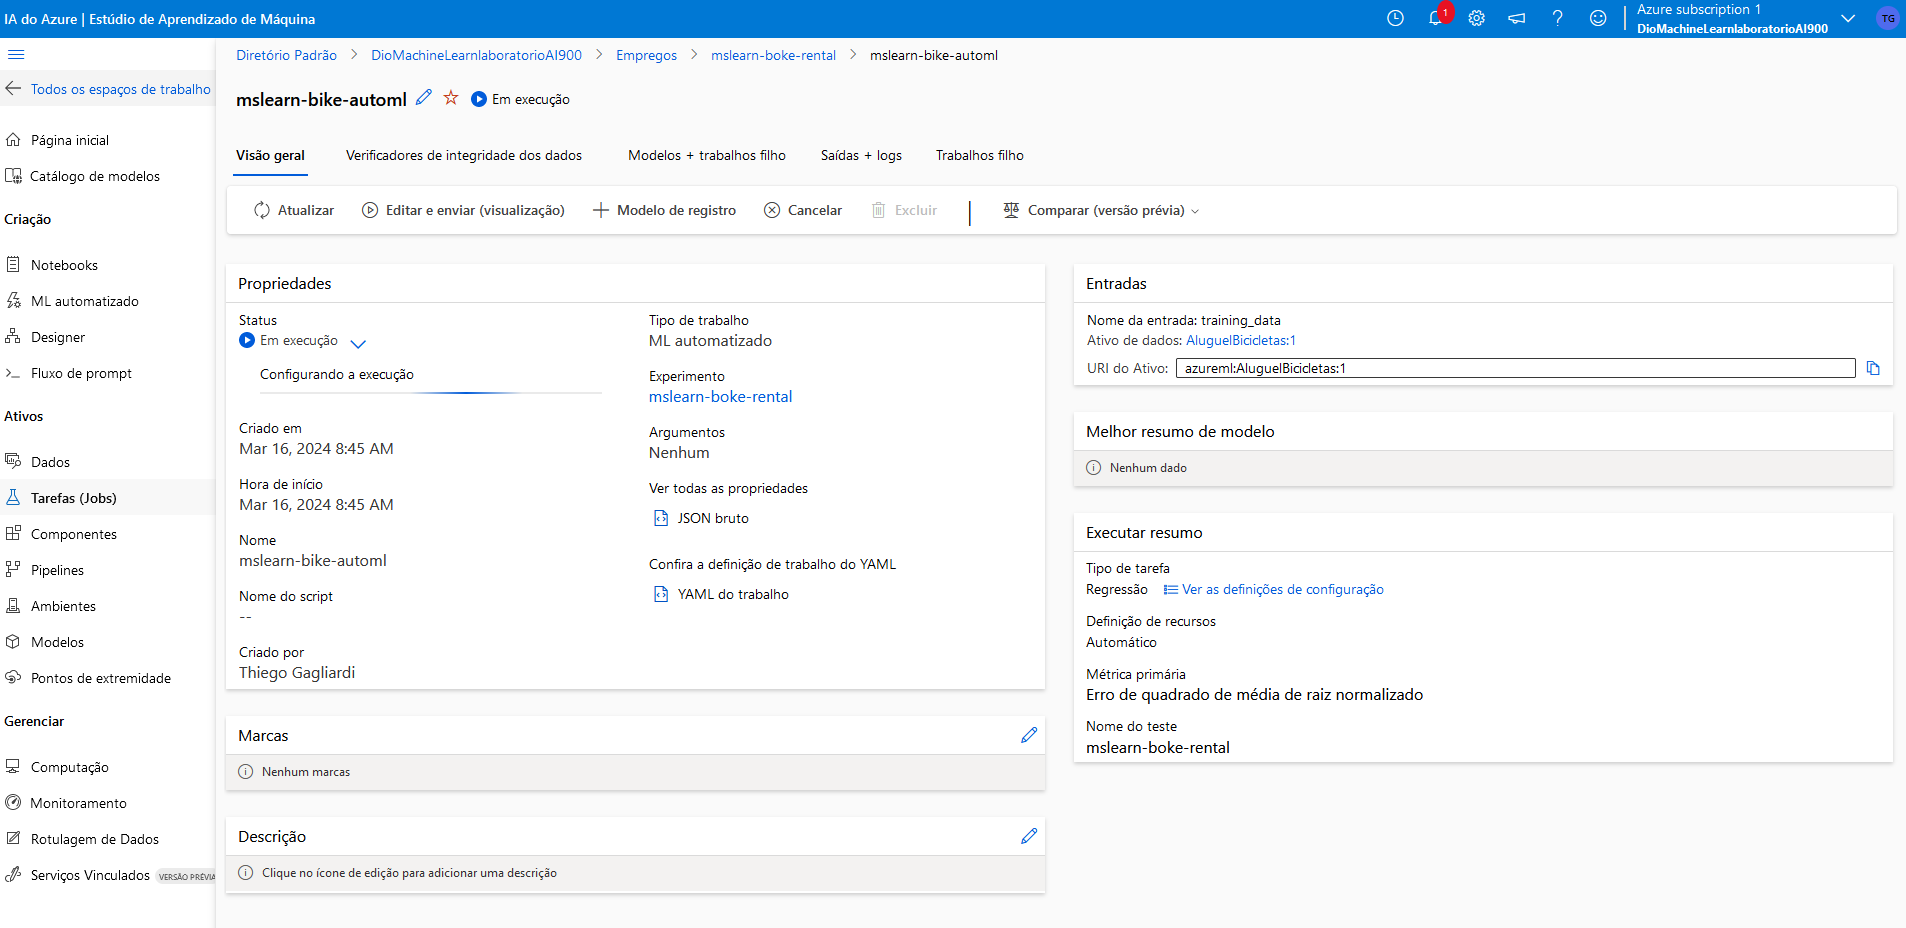 IA do Azure | Estúdio de Aprendizado de Máquina
1
Azure subscription 1
DioMachineLearnlaboratorioAI900
TG
Todos os espaços de trabalho
Página inicial
Catálogo de modelos
Criação
Notebooks
ML automatizado
Designer
Fluxo de prompt
Ativos
Dados
Tarefas (Jobs)
Componentes
Pipelines
Ambientes
Modelos
Pontos de extremidade
Gerenciar
Computação
Monitoramento
Rotulagem de Dados
Serviços Vinculados VERSÃO PRÉVIA
Diretório Padrão > DioMachineLearnlaboratorioAI900 > Empregos > mslearn-boke-rental > mslearn-bike-automl
mslearn-bike-automl Em execução
Visão geral Verificadores de integridade dos dados Modelos + trabalhos filho Saídas + logs Trabalhos filho
Atualizar Editar e enviar (visualização) Modelo de registro Cancelar Excluir Comparar (versão prévia)
Propriedades
Status
Em execução
Configurando a execução
Criado em
Mar 16, 2024 8:45 AM
Hora de início
Mar 16, 2024 8:45 AM
Nome
mslearn-bike-automl
Nome do script
--
Criado por
Thiego Gagliardi
Tipo de trabalho
ML automatizado
Experimento
mslearn-boke-rental
Argumentos
Nenhum
Ver todas as propriedades
JSON bruto
Confira a definição de trabalho do YAML
YAML do trabalho
Marcas
Nenhum marcas
Descrição
Clique no ícone de edição para adicionar uma descrição
Entradas
Nome da entrada: training_data
Ativo de dados: AluguelBicicletas:1
URI do Ativo: azureml:AluguelBicicletas:1
Melhor resumo de modelo
Nenhum dado
Executar resumo
Tipo de tarefa
Regressão Ver as definições de configuração
Definição de recursos
Automático
Métrica primária
Erro de quadrado de média de raiz normalizado
Nome do teste
mslearn-boke-rental